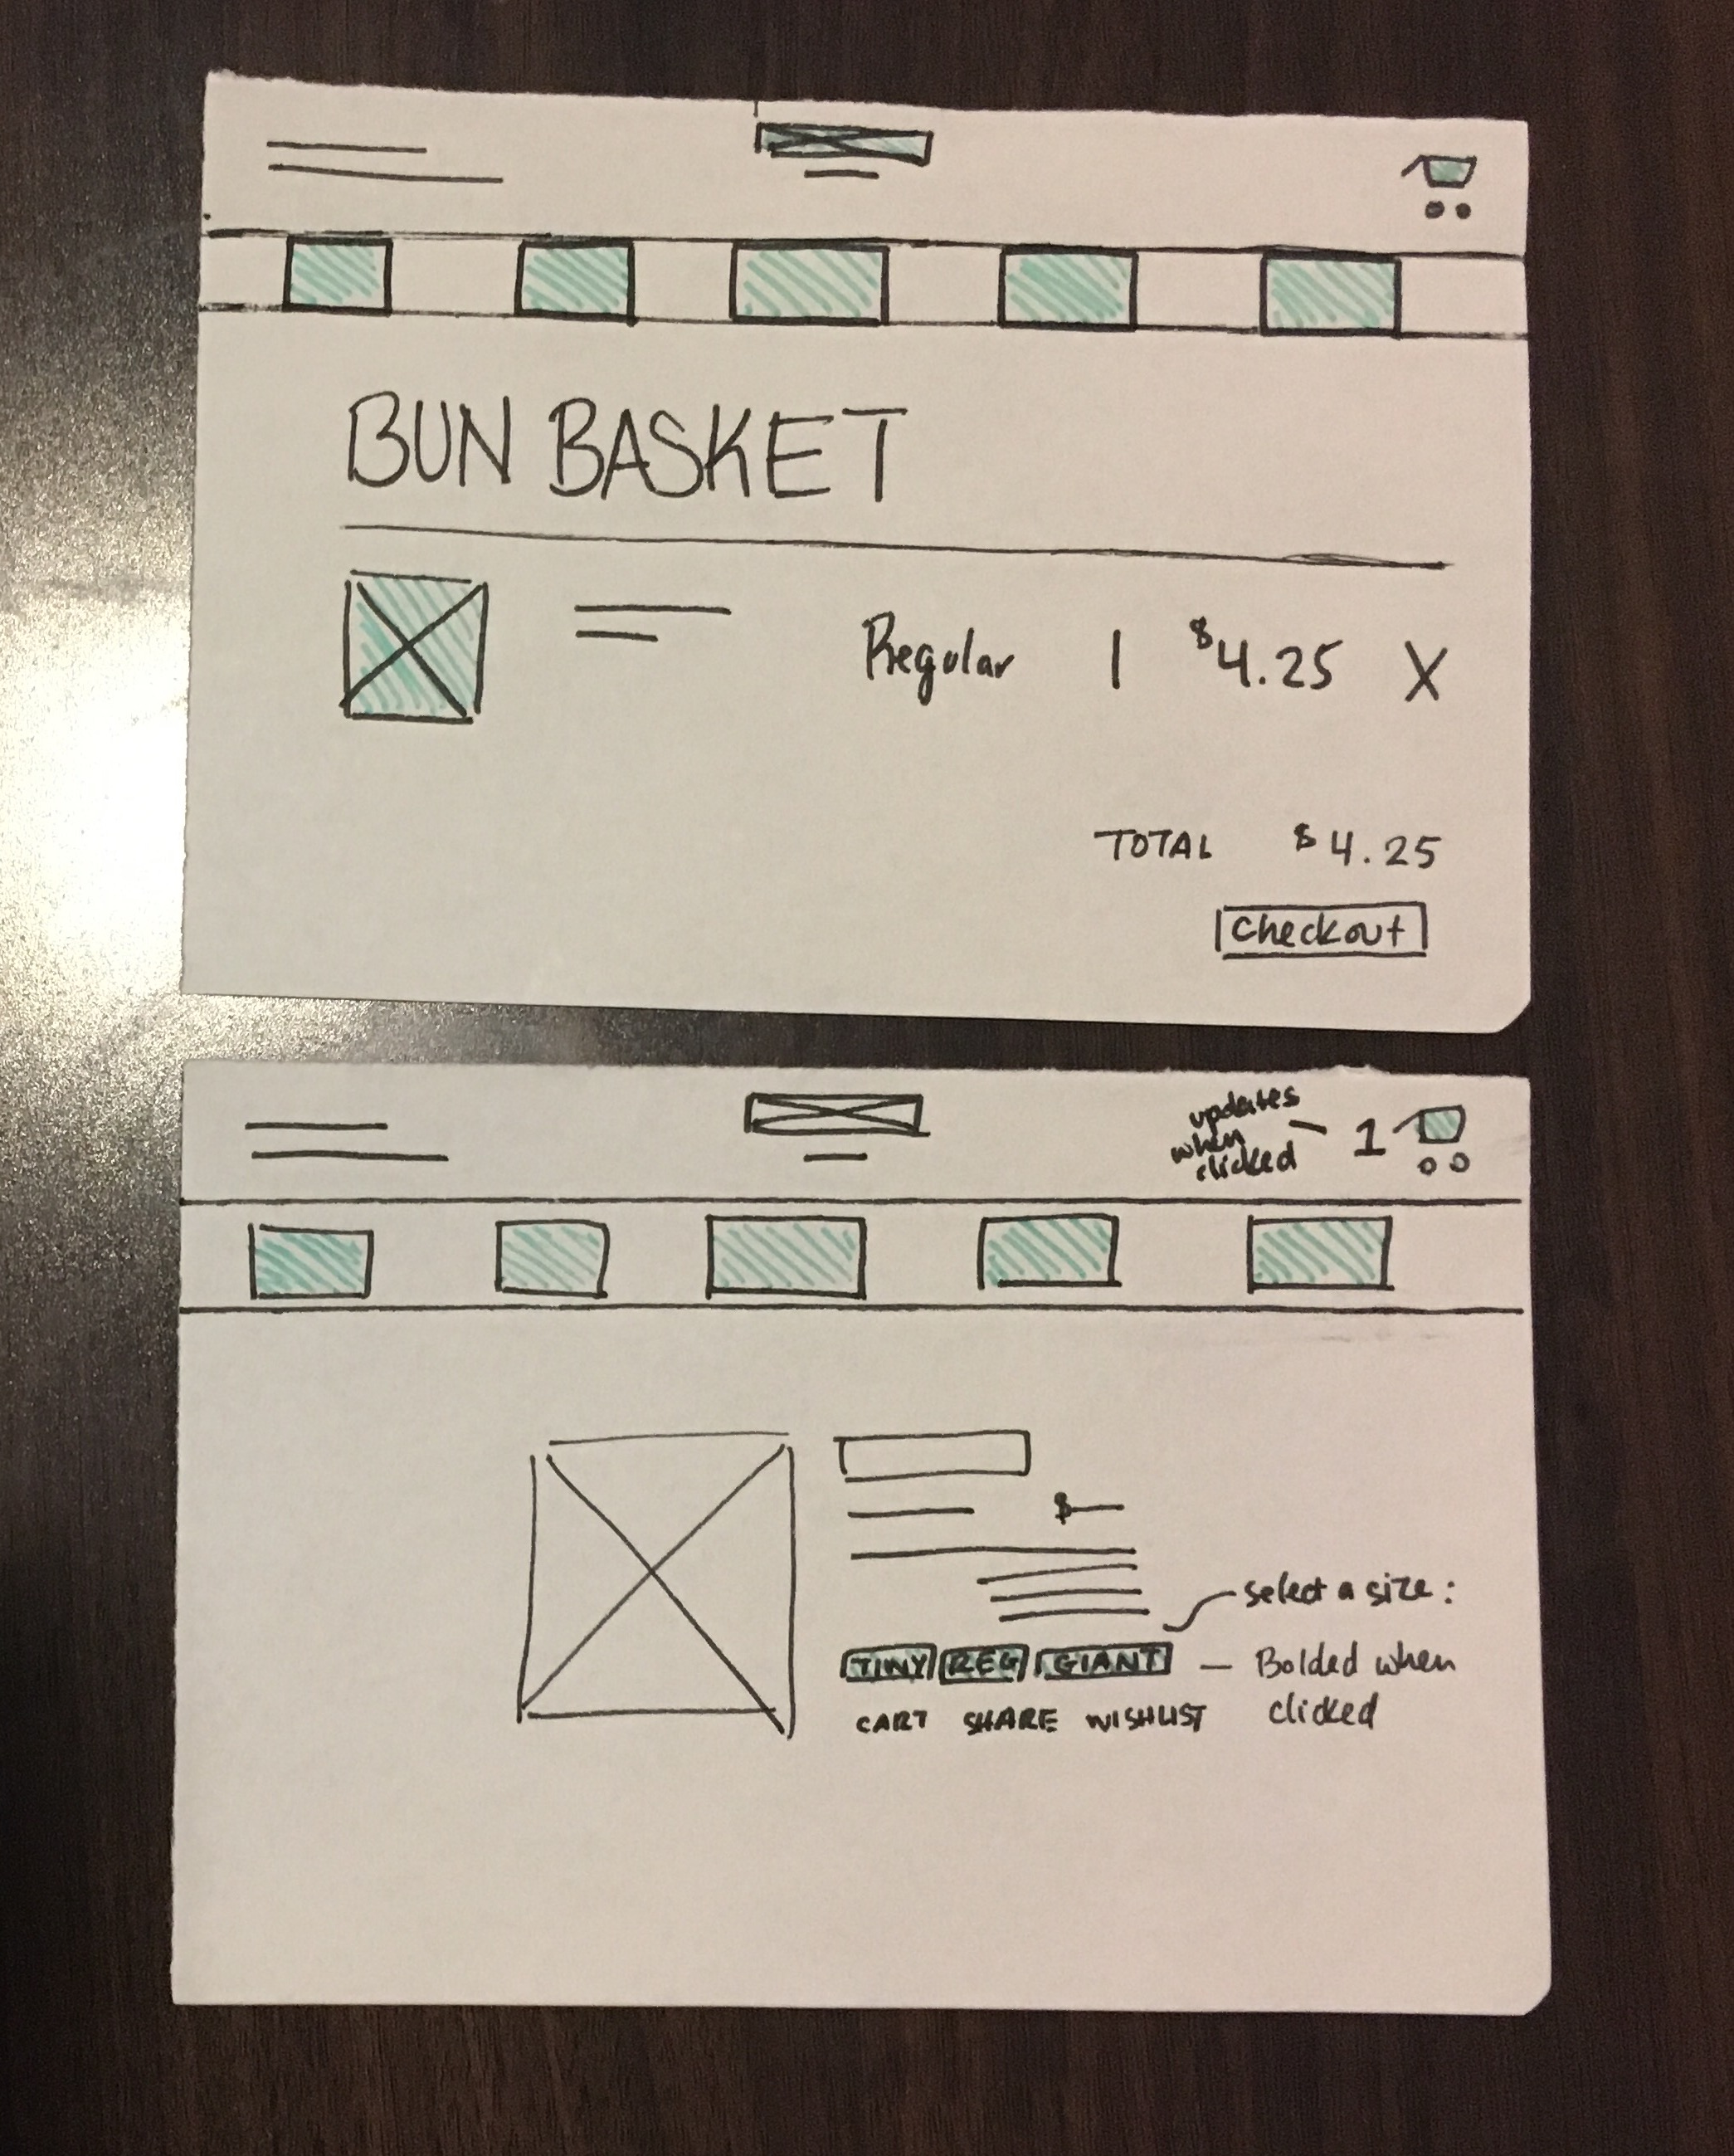 BUN BASKET
Regular 1 $4.25 X
TOTAL $4.25
Checkout
updates
when
clicked
1
$
select a size:
TINY REG GIANT
Bolded when
clicked
CART SHARE WISHLIST